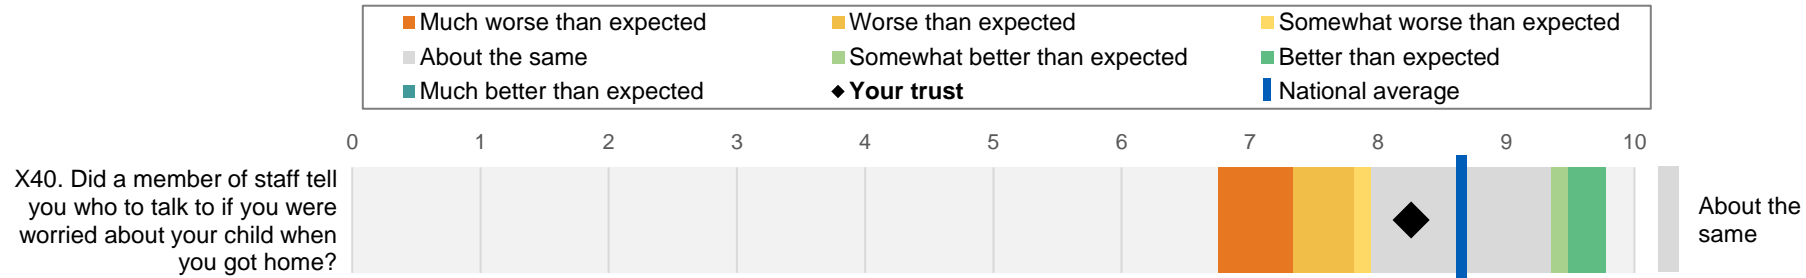 Much worse than expected Worse than expected Somewhat worse than expected
About the same Somewhat better than expected Better than expected
Much better than expected Your trust National average
0 1 2 3 4 5 6 7 8 9 10
X40. Did a member of staff tell
you who to talk to if you were
worried about your child when
you got home?
About the
same